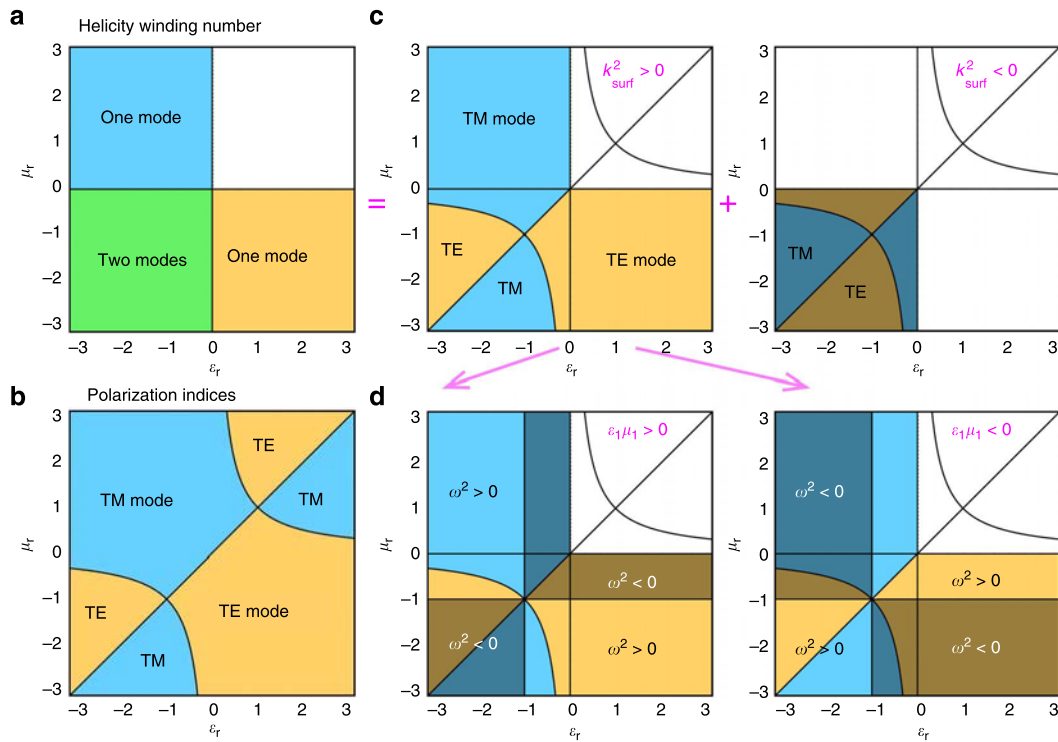 a
Helicity winding number
3
2
1
0
−1
−2
−3
μr
One mode
Two modes
One mode
−3 −2 −1 0 1 2 3
εr
=
c
3
2
1
0
−1
−2
−3
μr
k²surf > 0
TM mode
TE
TM
TE mode
−3 −2 −1 0 1 2 3
εr
+
3
2
1
0
−1
−2
−3
μr
k²surf < 0
TM
TE
−3 −2 −1 0 1 2 3
εr
b
Polarization indices
3
2
1
0
−1
−2
−3
μr
TE
TM mode
TM
TE
TE mode
TM
−3 −2 −1 0 1 2 3
εr
d
3
2
1
0
−1
−2
−3
μr
ε1μ1 > 0
ω² > 0
ω² < 0
ω² < 0
ω² > 0
−3 −2 −1 0 1 2 3
εr
3
2
1
0
−1
−2
−3
μr
ε1μ1 < 0
ω² < 0
ω² > 0
ω² > 0
ω² < 0
−3 −2 −1 0 1 2 3
εr